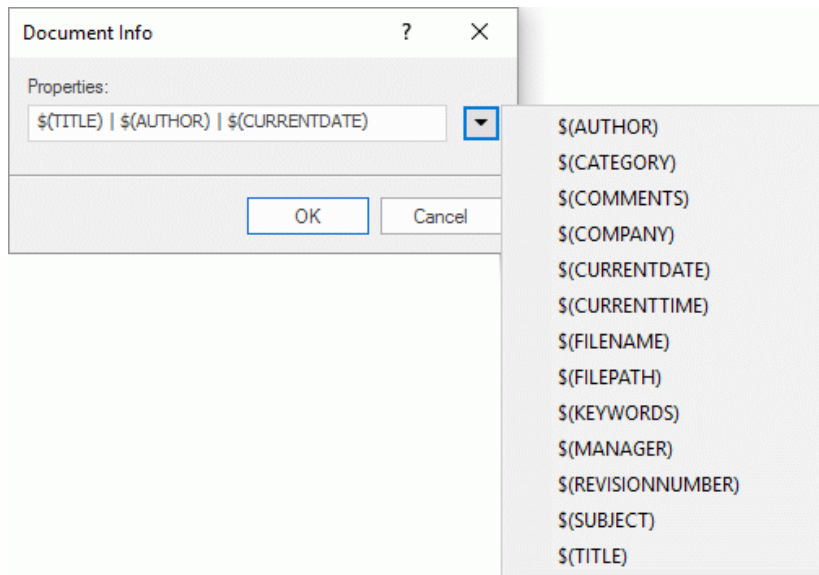 Document Info
?
Properties:
$(TITLE) | $(AUTHOR) | $(CURRENTDATE)
OK
Cancel
$(AUTHOR)
$(CATEGORY)
$(COMMENTS)
$(COMPANY)
$(CURRENTDATE)
$(CURRENTTIME)
$(FILENAME)
$(FILEPATH)
$(KEYWORDS)
$(MANAGER)
$(REVISIONNUMBER)
$(SUBJECT)
$(TITLE)